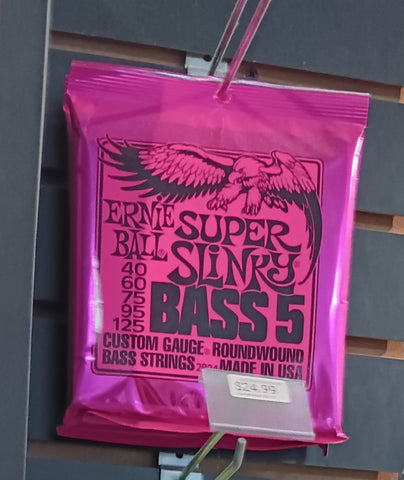 ERNIE BALL®
SUPER SLINKY®
40
60
75
95
125
BASS 5
CUSTOM GAUGE® ROUNDWOUND
BASS STRINGS 2824 MADE IN USA
$24.99